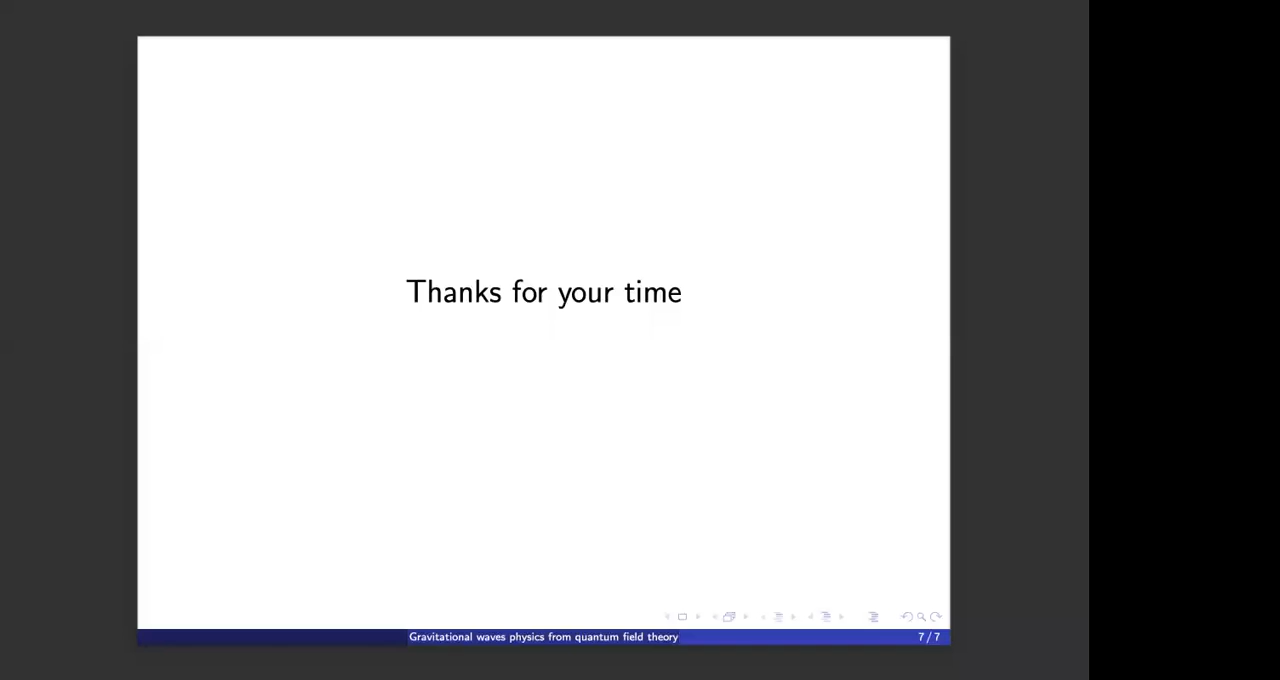 Thanks for your time
Gravitational waves physics from quantum field theory
7 / 7